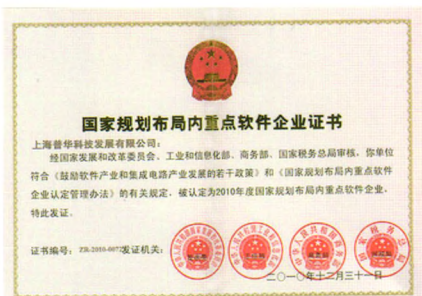 国家规划布局内重点软件企业证书
上海普华科技发展有限公司：
经国家发展和改革委员会、工业和信息化部、商务部、国家税务总局审核，你单位
符合《鼓励软件产业和集成电路产业发展的若干政策》和《国家规划布局内重点软件
企业认定管理办法》的有关规定，被认定为2010年度国家规划布局内重点软件企业，
特此发证。
证书编号： ZR-2010-0072 发证机关：
二〇一〇年十二月三十一日